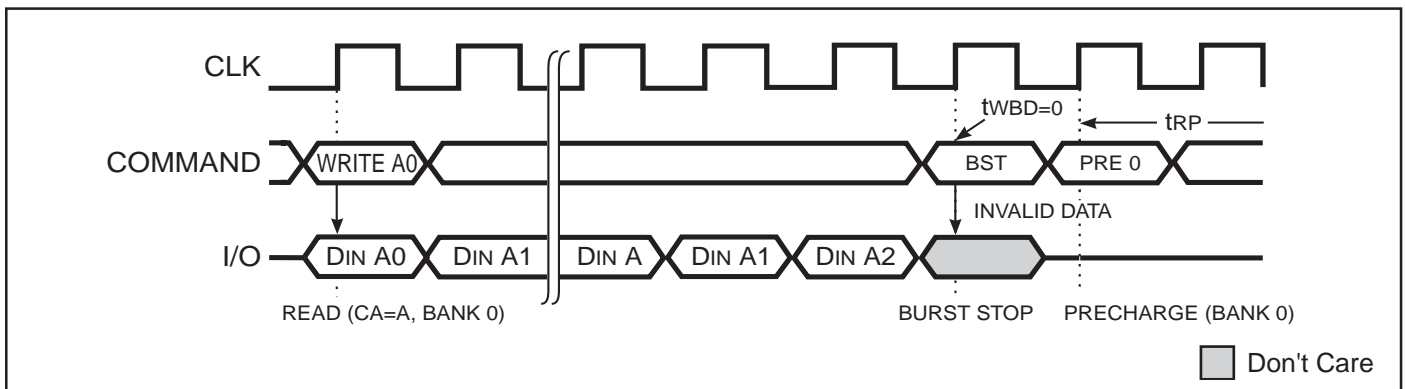 CLK
tWBD=0
tRP
COMMAND WRITE A0 BST PRE 0
INVALID DATA
I/O DIN A0 DIN A1 DIN A DIN A1 DIN A2
READ (CA=A, BANK 0) BURST STOP PRECHARGE (BANK 0)
Don't Care